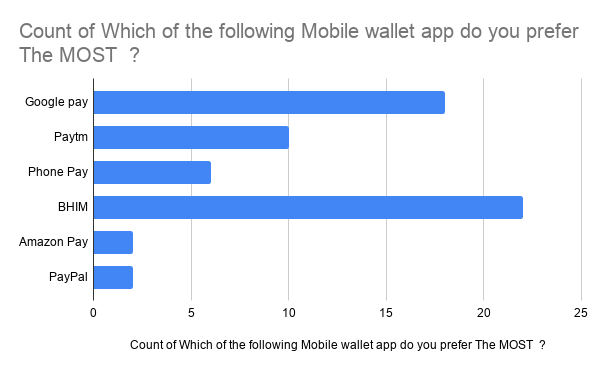 Count of Which of the following Mobile wallet app do you prefer
The MOST  ?
Google pay
Paytm
Phone Pay
BHIM
Amazon Pay
PayPal
0 5 10 15 20 25
Count of Which of the following Mobile wallet app do you prefer The MOST  ?